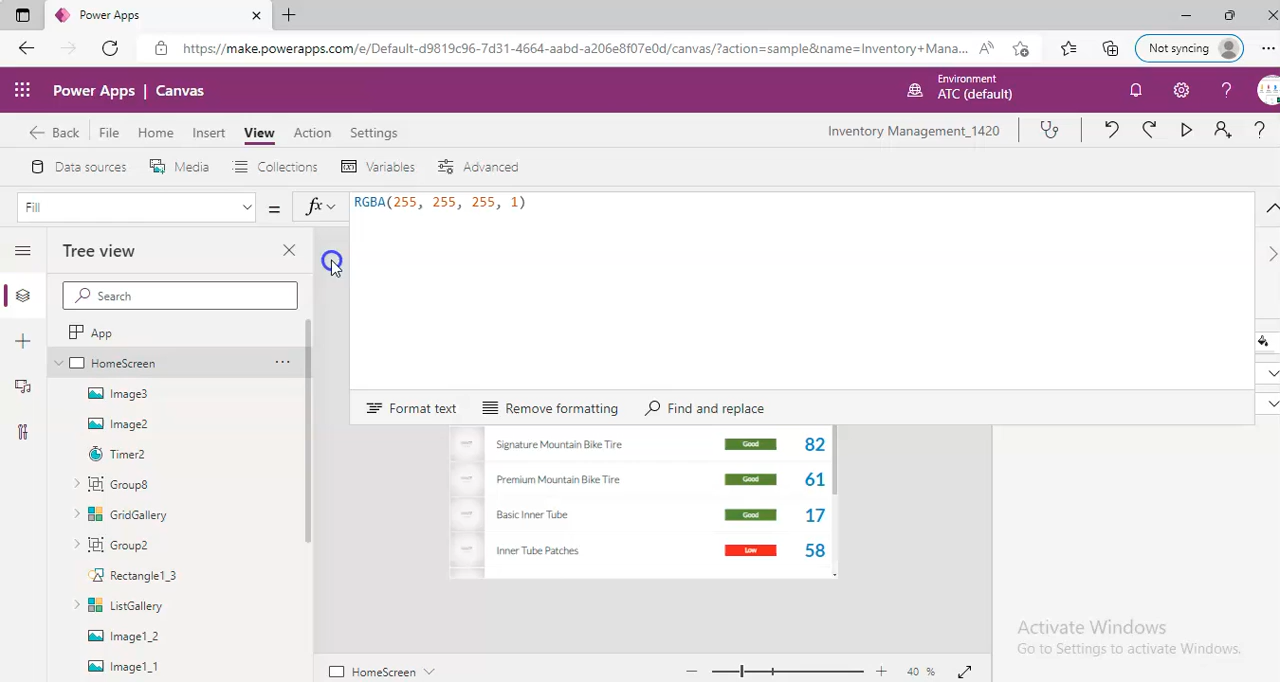 Power Apps
https://make.powerapps.com/e/Default-d9819c96-7d31-4664-aabd-a206e8f07e0d/canvas/?action=sample&name=Inventory+Mana...
Not syncing
Power Apps | Canvas
Environment
ATC (default)
Back File Home Insert View Action Settings
Inventory Management_1420
Data sources Media Collections Variables Advanced
Fill = fx
RGBA(255, 255, 255, 1)
Tree view
Search
App
HomeScreen
Image3
Image2
Timer2
Group8
GridGallery
Group2
Rectangle1_3
ListGallery
Image1_2
Image1_1
Format text Remove formatting Find and replace
Signature Mountain Bike Tire Good 82
Premium Mountain Bike Tire Good 61
Basic Inner Tube Good 17
Inner Tube Patches Low 58
Activate Windows
Go to Settings to activate Windows.
HomeScreen
40 %